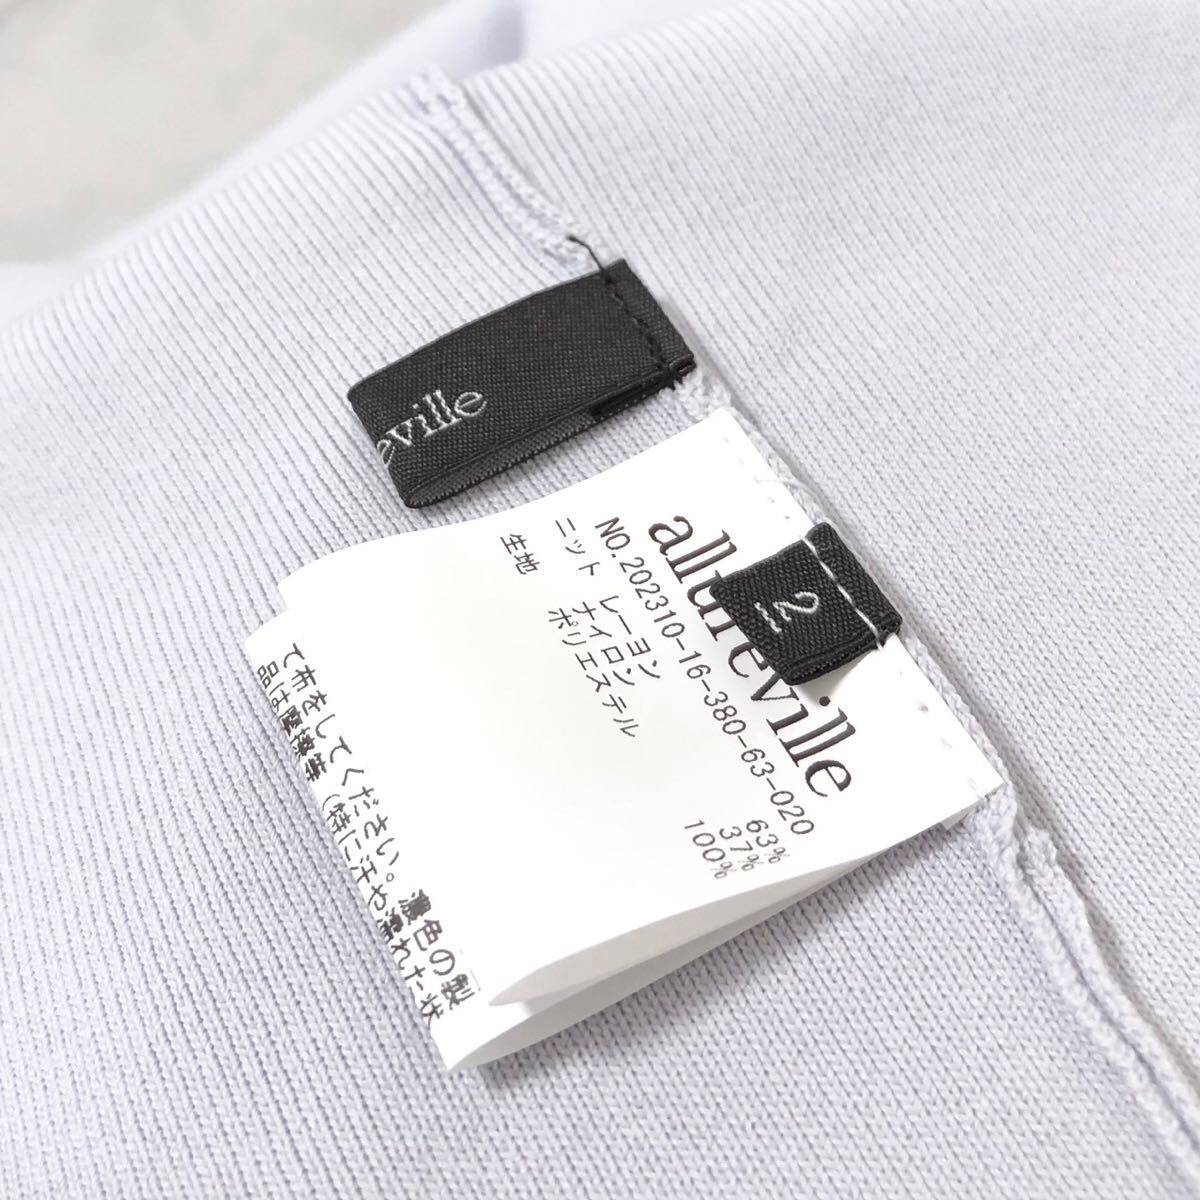 eville
allureville
2
NO.202310-16-380-63-020
ニット レーヨン 63%
ナイロン 37%
生地 ポリエステル 100%
て布をしてください。 濃色の製
品は摩擦等(特に汗や濡れた状